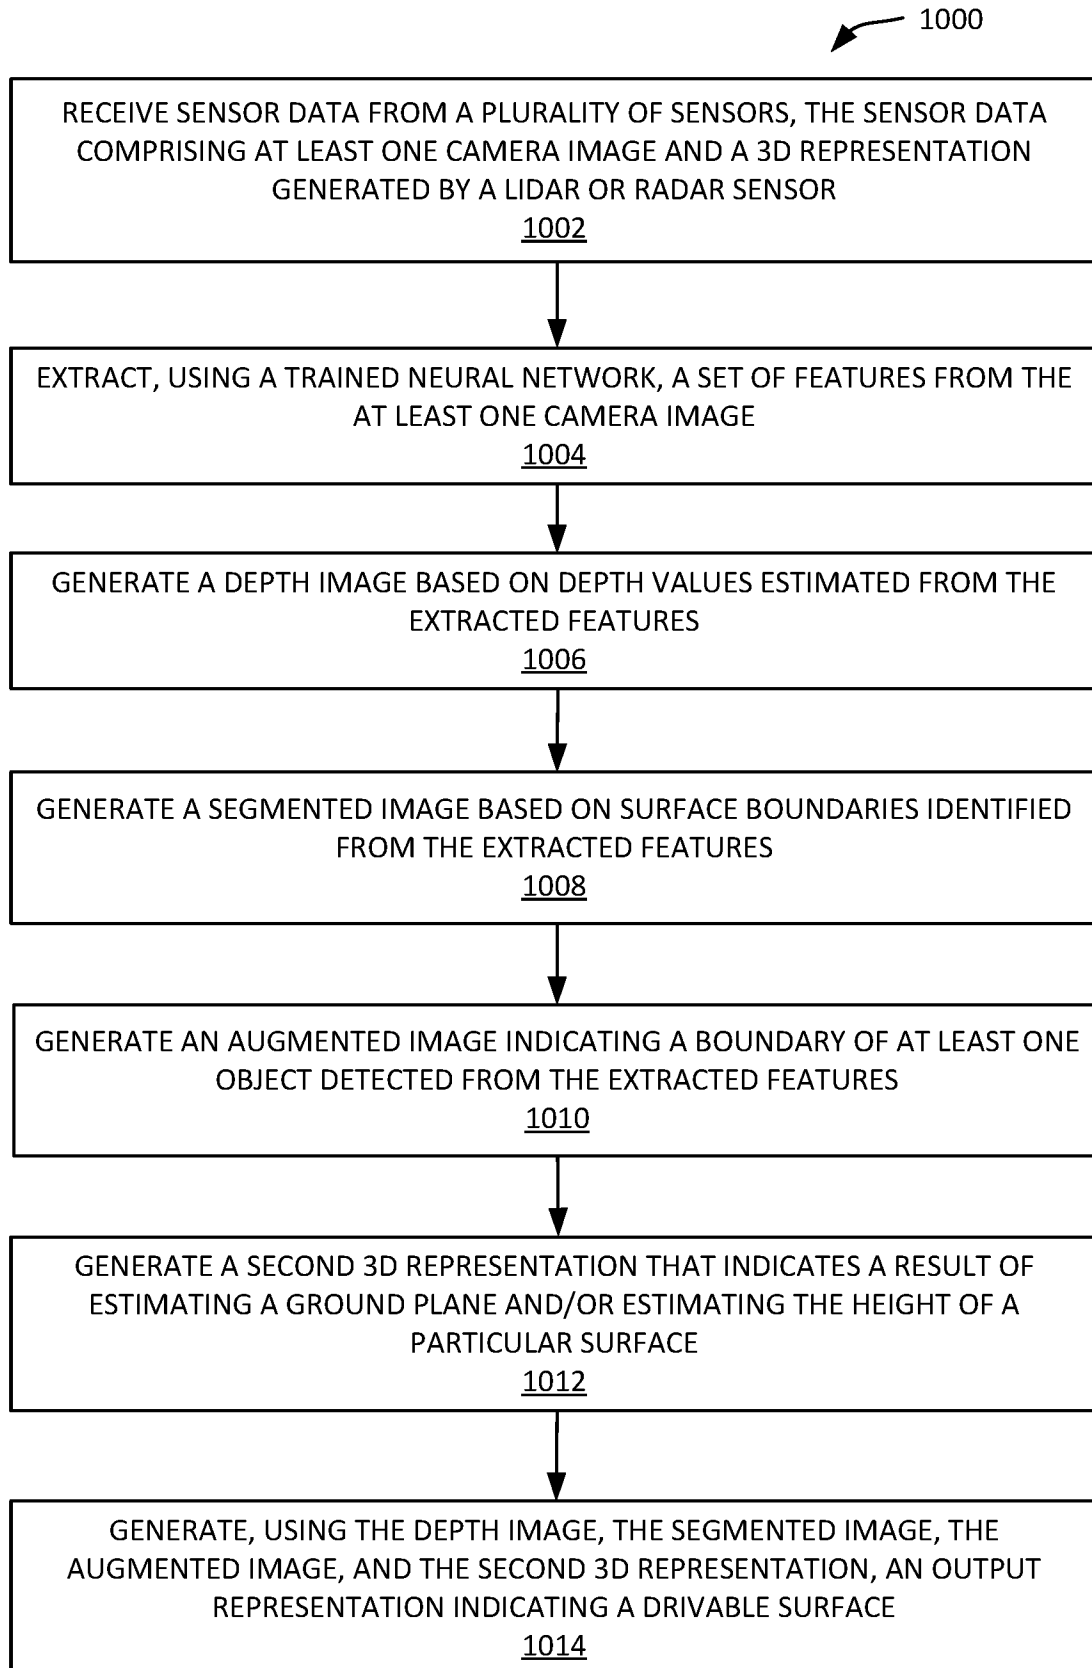 1000
RECEIVE SENSOR DATA FROM A PLURALITY OF SENSORS, THE SENSOR DATA
COMPRISING AT LEAST ONE CAMERA IMAGE AND A 3D REPRESENTATION
GENERATED BY A LIDAR OR RADAR SENSOR
1002
EXTRACT, USING A TRAINED NEURAL NETWORK, A SET OF FEATURES FROM THE
AT LEAST ONE CAMERA IMAGE
1004
GENERATE A DEPTH IMAGE BASED ON DEPTH VALUES ESTIMATED FROM THE
EXTRACTED FEATURES
1006
GENERATE A SEGMENTED IMAGE BASED ON SURFACE BOUNDARIES IDENTIFIED
FROM THE EXTRACTED FEATURES
1008
GENERATE AN AUGMENTED IMAGE INDICATING A BOUNDARY OF AT LEAST ONE
OBJECT DETECTED FROM THE EXTRACTED FEATURES
1010
GENERATE A SECOND 3D REPRESENTATION THAT INDICATES A RESULT OF
ESTIMATING A GROUND PLANE AND/OR ESTIMATING THE HEIGHT OF A
PARTICULAR SURFACE
1012
GENERATE, USING THE DEPTH IMAGE, THE SEGMENTED IMAGE, THE
AUGMENTED IMAGE, AND THE SECOND 3D REPRESENTATION, AN OUTPUT
REPRESENTATION INDICATING A DRIVABLE SURFACE
1014